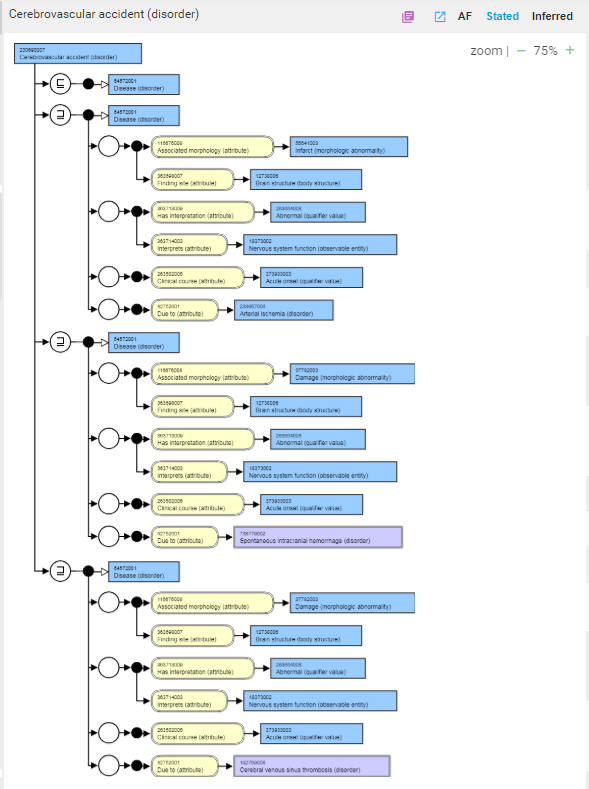 Cerebrovascular accident (disorder)
AF Stated Inferred
zoom | − 75% +
230690007
Cerebrovascular accident (disorder)
⊑
64572001
Disease (disorder)
⊒
64572001
Disease (disorder)
116676008
Associated morphology (attribute)
55641003
Infarct (morphologic abnormality)
363698007
Finding site (attribute)
12738006
Brain structure (body structure)
363713009
Has interpretation (attribute)
263654008
Abnormal (qualifier value)
363714003
Interprets (attribute)
18373002
Nervous system function (observable entity)
263502005
Clinical course (attribute)
373933003
Acute onset (qualifier value)
42752001
Due to (attribute)
Arterial ischemia (disorder)
⊒
64572001
Disease (disorder)
116676008
Associated morphology (attribute)
37782003
Damage (morphologic abnormality)
363698007
Finding site (attribute)
12738006
Brain structure (body structure)
363713009
Has interpretation (attribute)
263654008
Abnormal (qualifier value)
363714003
Interprets (attribute)
18373002
Nervous system function (observable entity)
263502005
Clinical course (attribute)
373933003
Acute onset (qualifier value)
42752001
Due to (attribute)
Spontaneous intracranial hemorrhage (disorder)
⊒
64572001
Disease (disorder)
116676008
Associated morphology (attribute)
37782003
Damage (morphologic abnormality)
363698007
Finding site (attribute)
12738006
Brain structure (body structure)
363713009
Has interpretation (attribute)
263654008
Abnormal (qualifier value)
363714003
Interprets (attribute)
18373002
Nervous system function (observable entity)
263502005
Clinical course (attribute)
373933003
Acute onset (qualifier value)
42752001
Due to (attribute)
Cerebral venous sinus thrombosis (disorder)